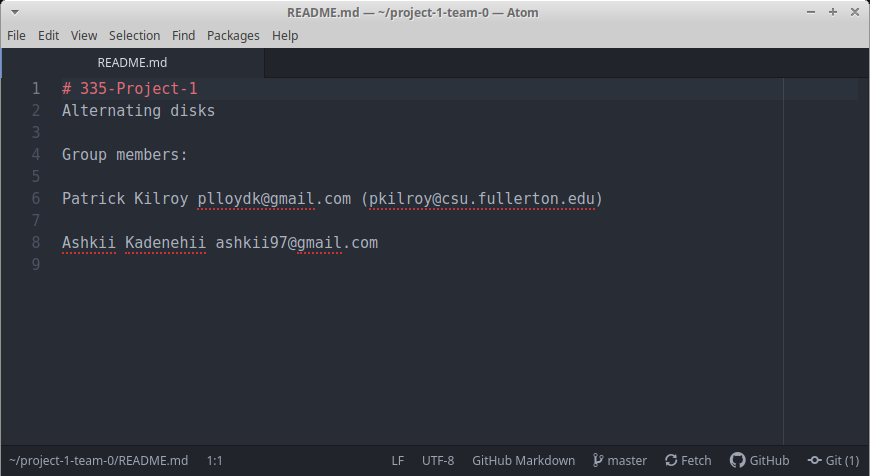 README.md — ~/project-1-team-0 — Atom
File Edit View Selection Find Packages Help
README.md
1 # 335-Project-1
2 Alternating disks
3
4 Group members:
5
6 Patrick Kilroy plloydk@gmail.com (pkilroy@csu.fullerton.edu)
7
8 Ashkii Kadenehii ashkii97@gmail.com
9
~/project-1-team-0/README.md 1:1 LF UTF-8 GitHub Markdown master Fetch GitHub Git (1)